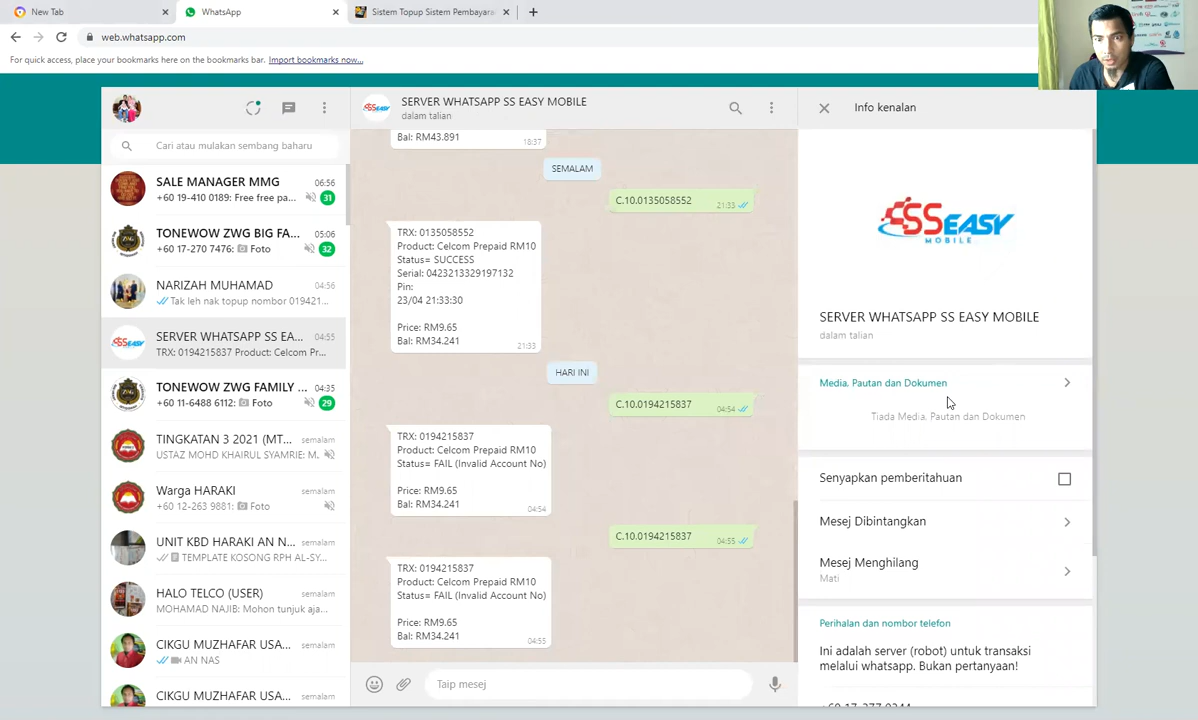 New Tab
WhatsApp
Sistem Topup Sistem Pembayara
web.whatsapp.com
For quick access, place your bookmarks here on the bookmarks bar. Import bookmarks now...
Cari atau mulakan sembang baharu
SALE MANAGER MMG 06:56
+60 19-410 0189: Free free pa... 31
TONEWOW ZWG BIG FA... 05:06
+60 17-270 7476: Foto 32
NARIZAH MUHAMAD 04:56
Tak leh nak topup nombor 019421...
SERVER WHATSAPP SS EA... 04:55
TRX: 0194215837 Product: Celcom Pr...
TONEWOW ZWG FAMILY ... 04:35
+60 11-6488 6112: Foto 29
TINGKATAN 3 2021 (MT... semalam
USTAZ MOHD KHAIRUL SYAMRIE: M...
Warga HARAKI semalam
+60 12-263 9881: Foto
UNIT KBD HARAKI AN N... semalam
TEMPLATE KOSONG RPH AL-SY...
HALO TELCO (USER) semalam
MOHAMAD NAJIB: Mohon tunjuk aja...
CIKGU MUZHAFAR USA... semalam
AN NAS
CIKGU MUZHAFAR USA... semalam
SSEASY
SERVER WHATSAPP SS EASY MOBILE
dalam talian
Bal: RM43.891
18:37
SEMALAM
C.10.0135058552 21:33
TRX: 0135058552
Product: Celcom Prepaid RM10
Status= SUCCESS
Serial: 0423213329197132
Pin:
23/04 21:33:30
Price: RM9.65
Bal: RM34.241
21:33
HARI INI
C.10.0194215837 04:54
TRX: 0194215837
Product: Celcom Prepaid RM10
Status= FAIL (Invalid Account No)
Price: RM9.65
Bal: RM34.241
04:54
C.10.0194215837 04:55
TRX: 0194215837
Product: Celcom Prepaid RM10
Status= FAIL (Invalid Account No)
Price: RM9.65
Bal: RM34.241
04:55
Taip mesej
Info kenalan
SSEASY
MOBILE
SERVER WHATSAPP SS EASY MOBILE
dalam talian
Media, Pautan dan Dokumen
Tiada Media, Pautan dan Dokumen
Senyapkan pemberitahuan
Mesej Dibintangkan
Mesej Menghilang
Mati
Perihalan dan nombor telefon
Ini adalah server (robot) untuk transaksi
melalui whatsapp. Bukan pertanyaan!